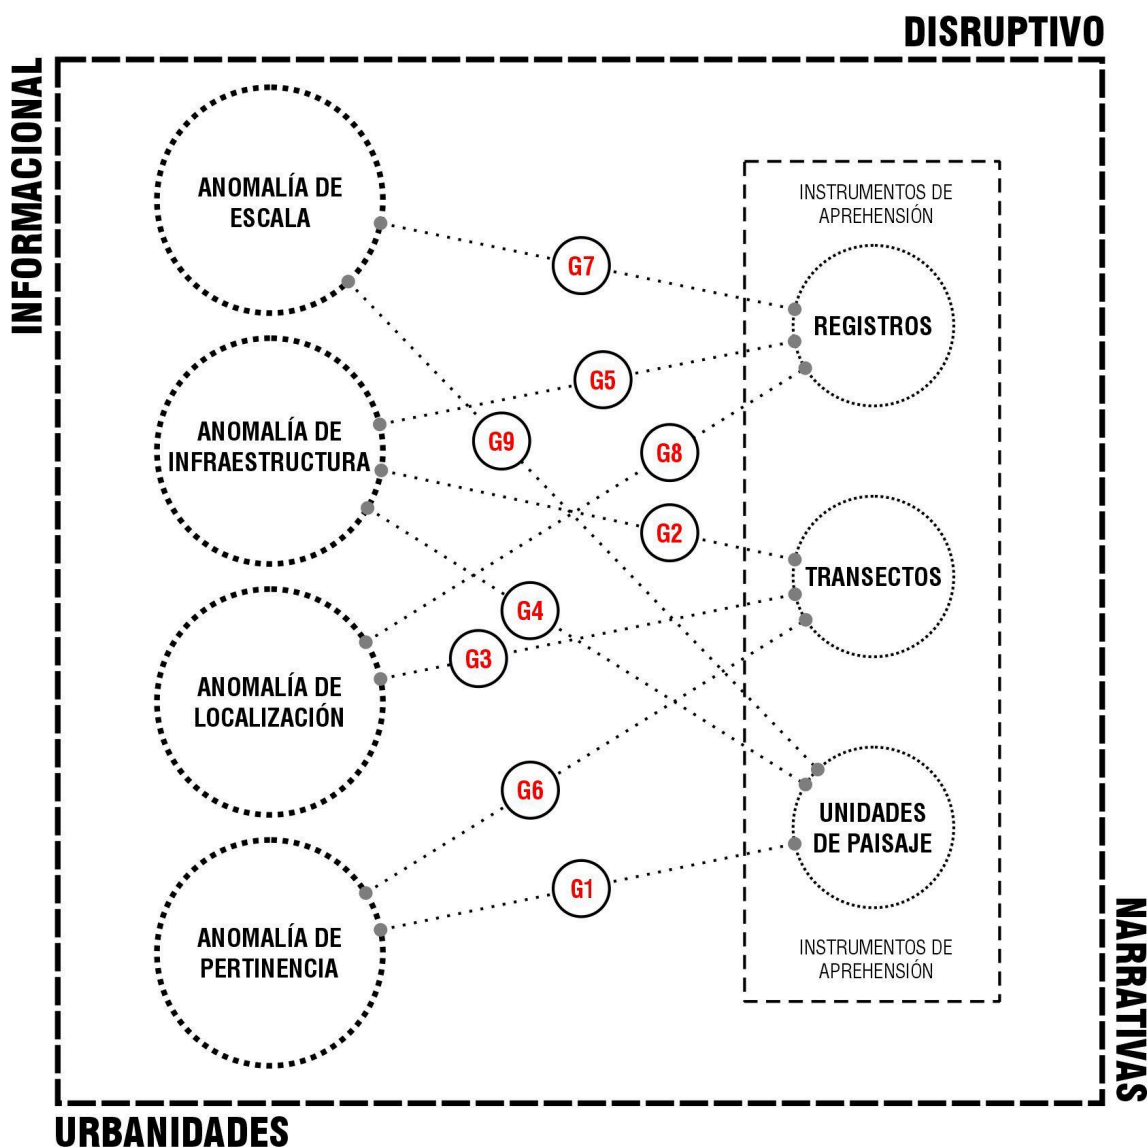 DISRUPTIVO
INFORMACIONAL
ANOMALÍA DE
ESCALA
INSTRUMENTOS DE
APREHENSIÓN
G7
REGISTROS
G5
ANOMALÍA DE
INFRAESTRUCTURA
G9
G8
G2
TRANSECTOS
G4
G3
ANOMALÍA DE
LOCALIZACIÓN
G6
UNIDADES
DE PAISAJE
G1
ANOMALÍA DE
PERTINENCIA
INSTRUMENTOS DE
APREHENSIÓN
NARRATIVAS
URBANIDADES